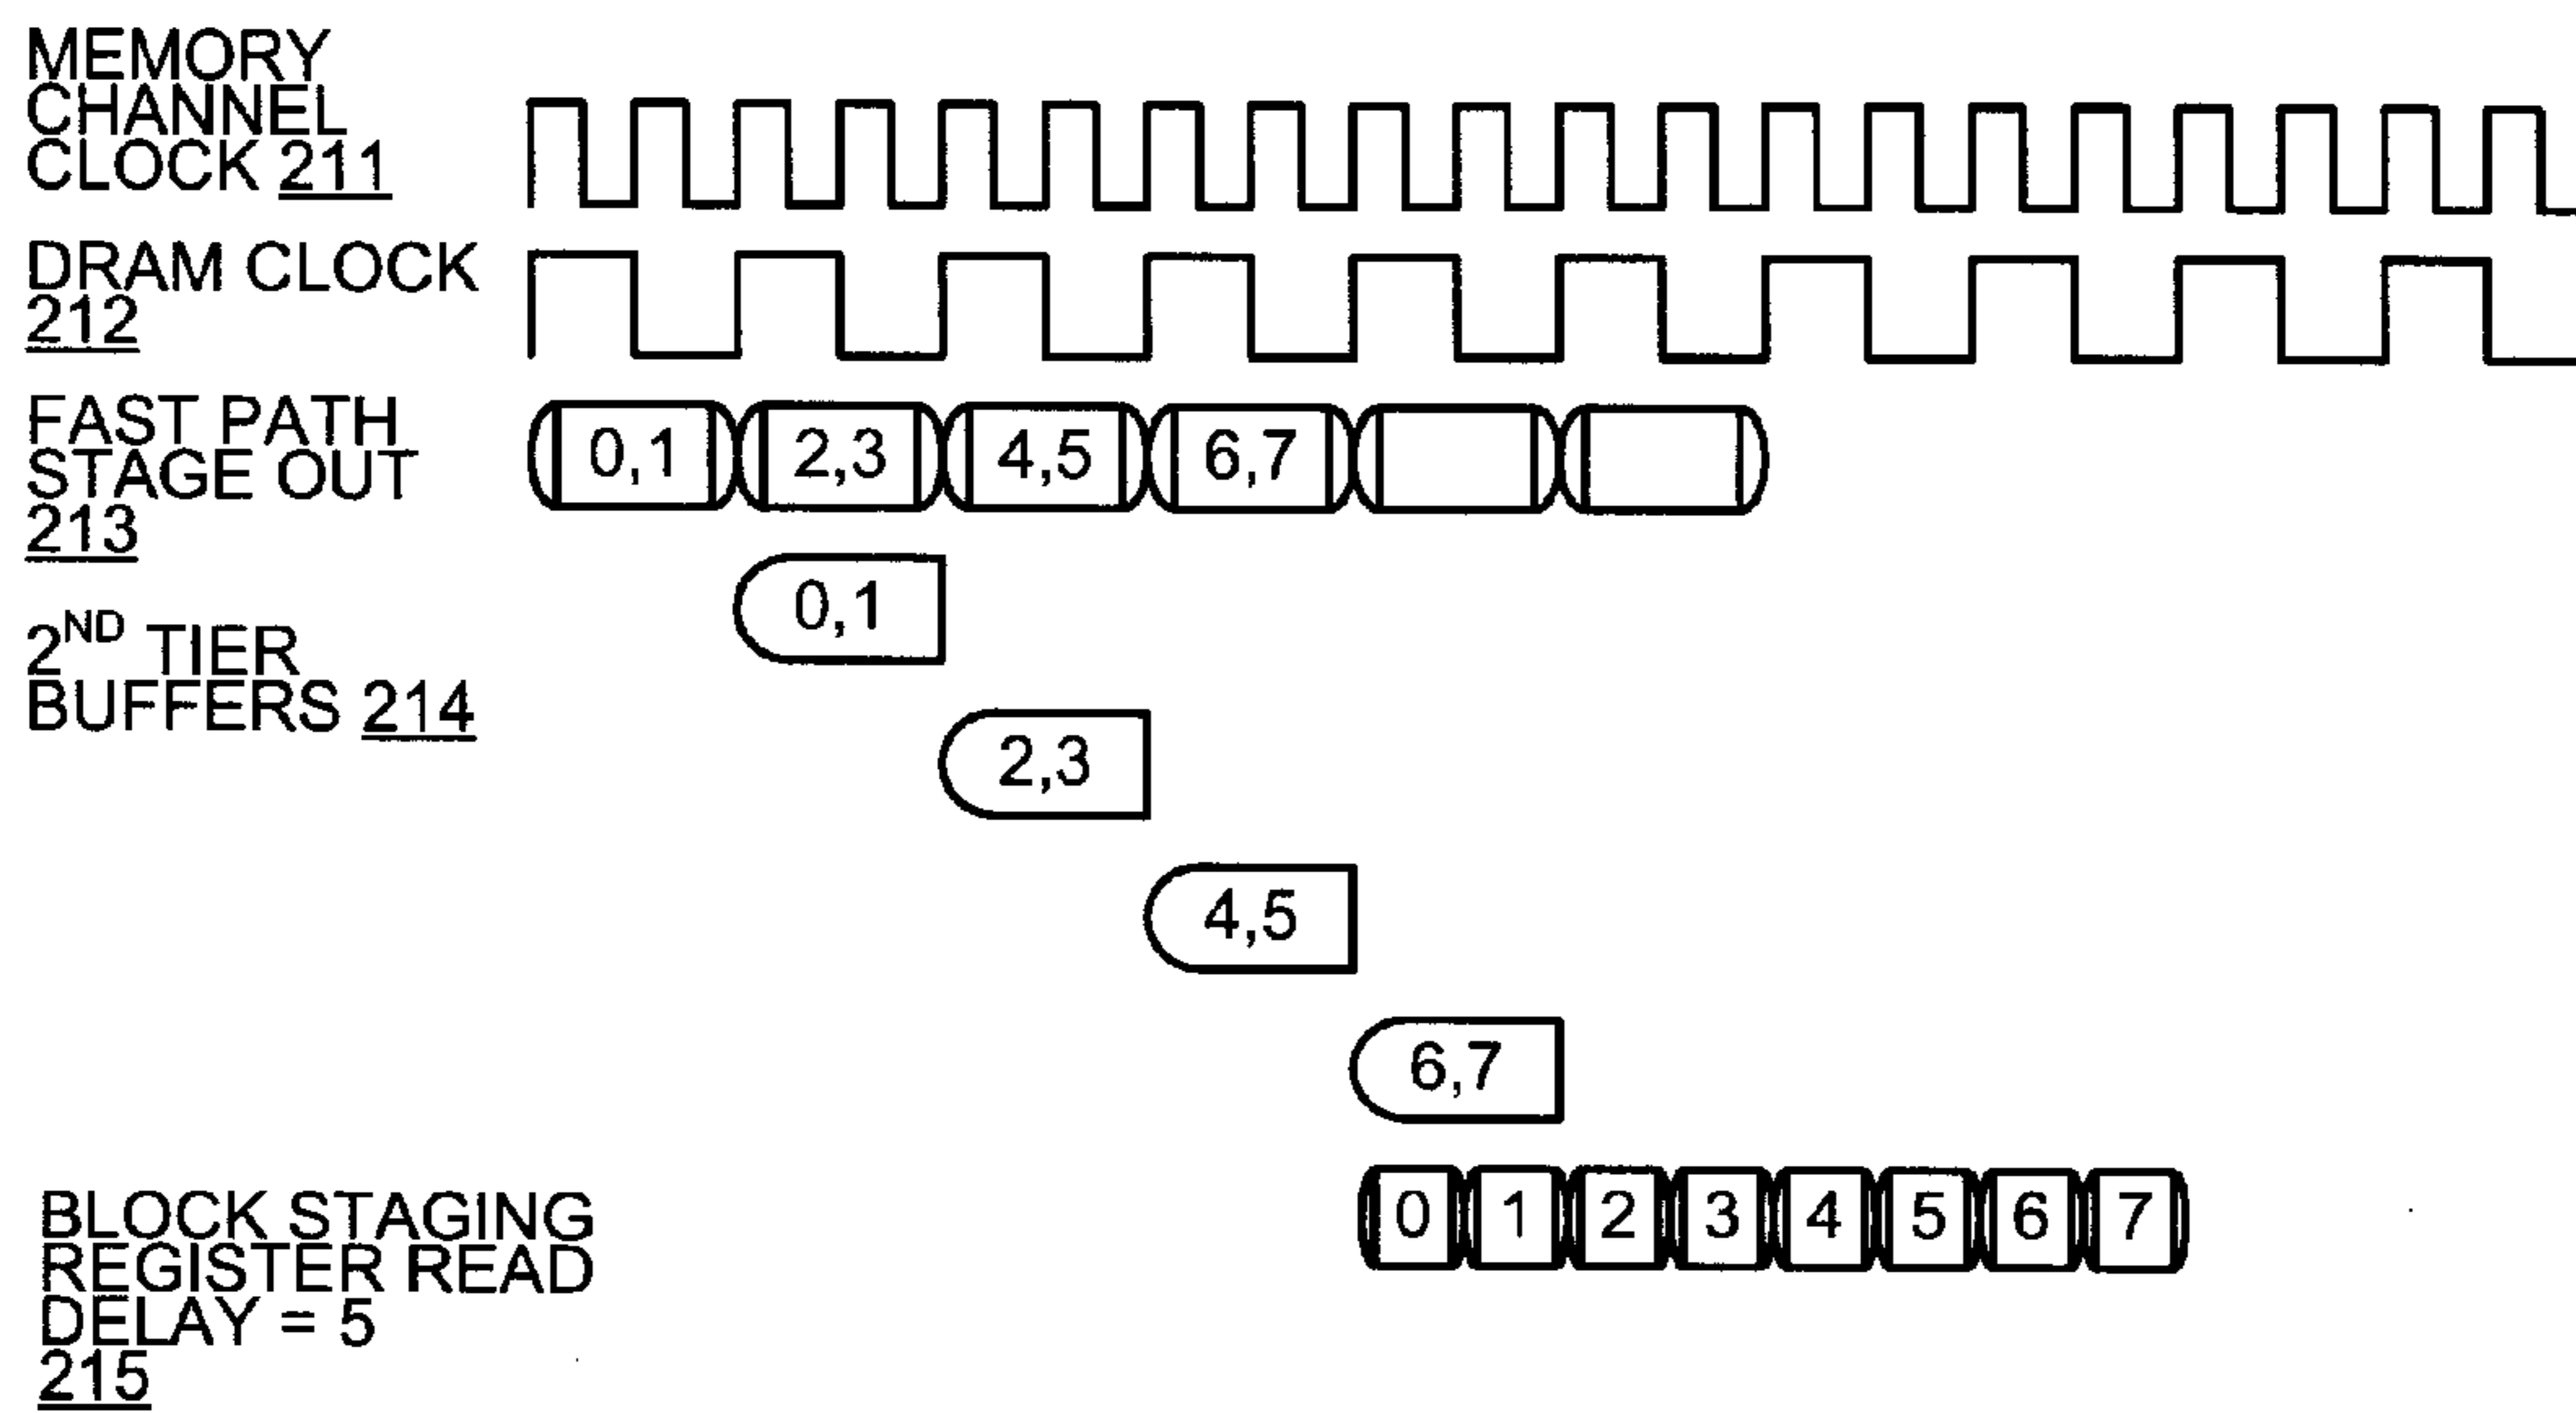 MEMORY
CHANNEL
CLOCK 211
DRAM CLOCK
212
FAST PATH
STAGE OUT
213
0,1 2,3 4,5 6,7
0,1
2ND TIER
BUFFERS 214
2,3
4,5
6,7
BLOCK STAGING
REGISTER READ
DELAY = 5
215
0 1 2 3 4 5 6 7